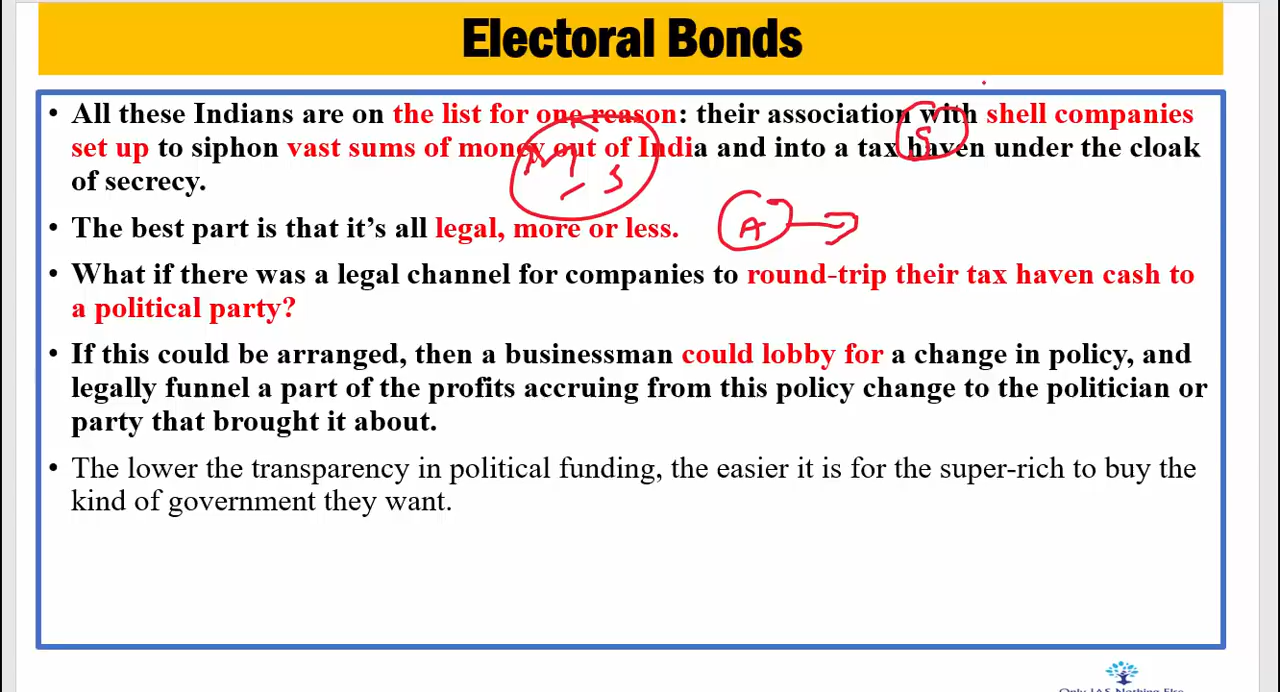 Electoral Bonds
• All these Indians are on the list for one reason: their association with shell companies
set up to siphon vast sums of money out of India and into a tax haven under the cloak
of secrecy.
• The best part is that it’s all legal, more or less.
S
A
• What if there was a legal channel for companies to round-trip their tax haven cash to
a political party?
• If this could be arranged, then a businessman could lobby for a change in policy, and
legally funnel a part of the profits accruing from this policy change to the politician or
party that brought it about.
• The lower the transparency in political funding, the easier it is for the super-rich to buy the
kind of government they want.
Only IAS Nothing Else